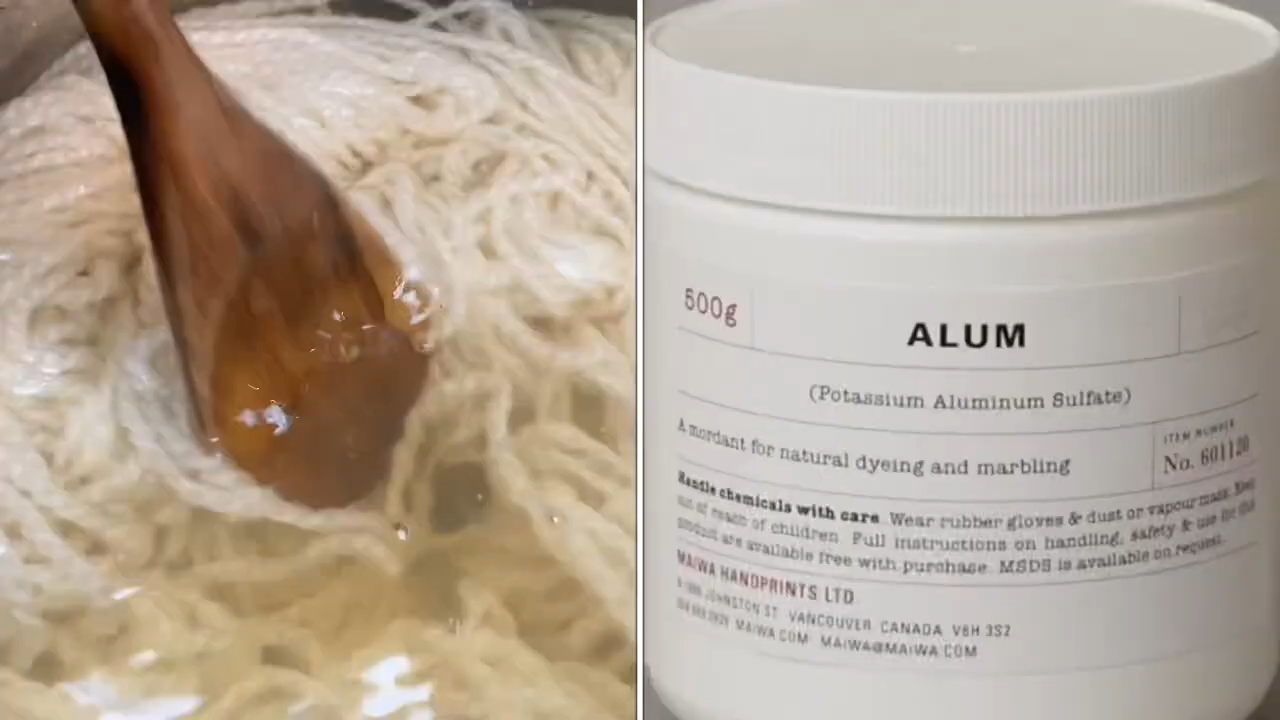 500g
ALUM
(Potassium Aluminum Sulfate)
A mordant for natural dyeing and marbling
ITEM NUMBER
No. 601120
Handle chemicals with care. Wear rubber gloves & dust or vapour mask. Keep
out of reach of children. Full instructions on handling, safety & use for this
product are available free with purchase. MSDS is available on request.
MAIWA HANDPRINTS LTD
JOHNSTON ST VANCOUVER CANADA V6H 3S2
MAIWA.COM MAIWA@MAIWA.COM